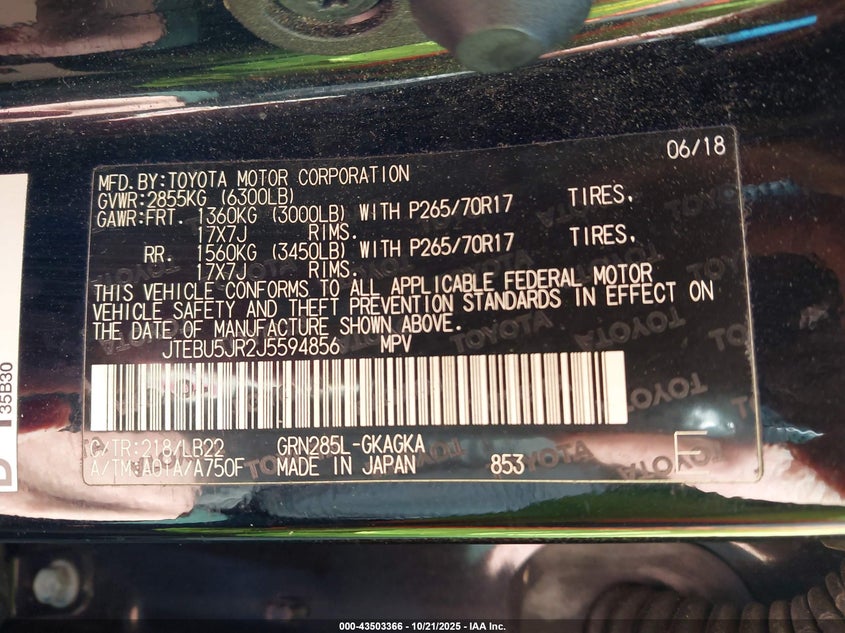 06/18
MFD.BY:TOYOTA MOTOR CORPORATION
GVWR:2855KG (6300LB)
GAWR:FRT. 1360KG (3000LB) WITH P265/70R17 TIRES,
17X7J RIMS.
RR. 1560KG (3450LB) WITH P265/70R17 TIRES,
17X7J RIMS.
THIS VEHICLE CONFORMS TO ALL APPLICABLE FEDERAL MOTOR
VEHICLE SAFETY AND THEFT PREVENTION STANDARDS IN EFFECT ON
THE DATE OF MANUFACTURE SHOWN ABOVE.
JTEBU5JR2J5594856 MPV
C/TR:218/LB22 GRN285L-GKAGKA
A/TM:A01A/A750F MADE IN JAPAN 853 F
35B30
TOYOTA
000-43503366 - 10/21/2025 - IAA Inc.